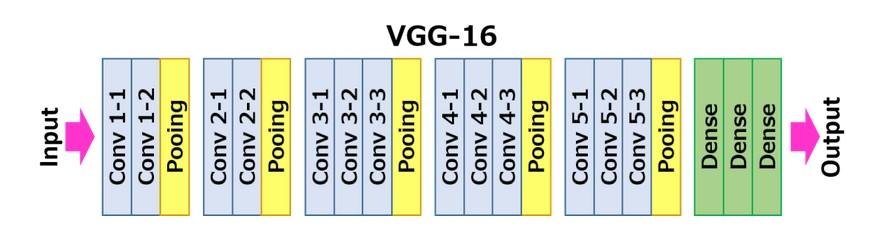 VGG-16
Input
Conv 1-1
Conv 1-2
Pooing
Conv 2-1
Conv 2-2
Pooing
Conv 3-1
Conv 3-2
Conv 3-3
Pooing
Conv 4-1
Conv 4-2
Conv 4-3
Pooing
Conv 5-1
Conv 5-2
Conv 5-3
Pooing
Dense
Dense
Dense
Output